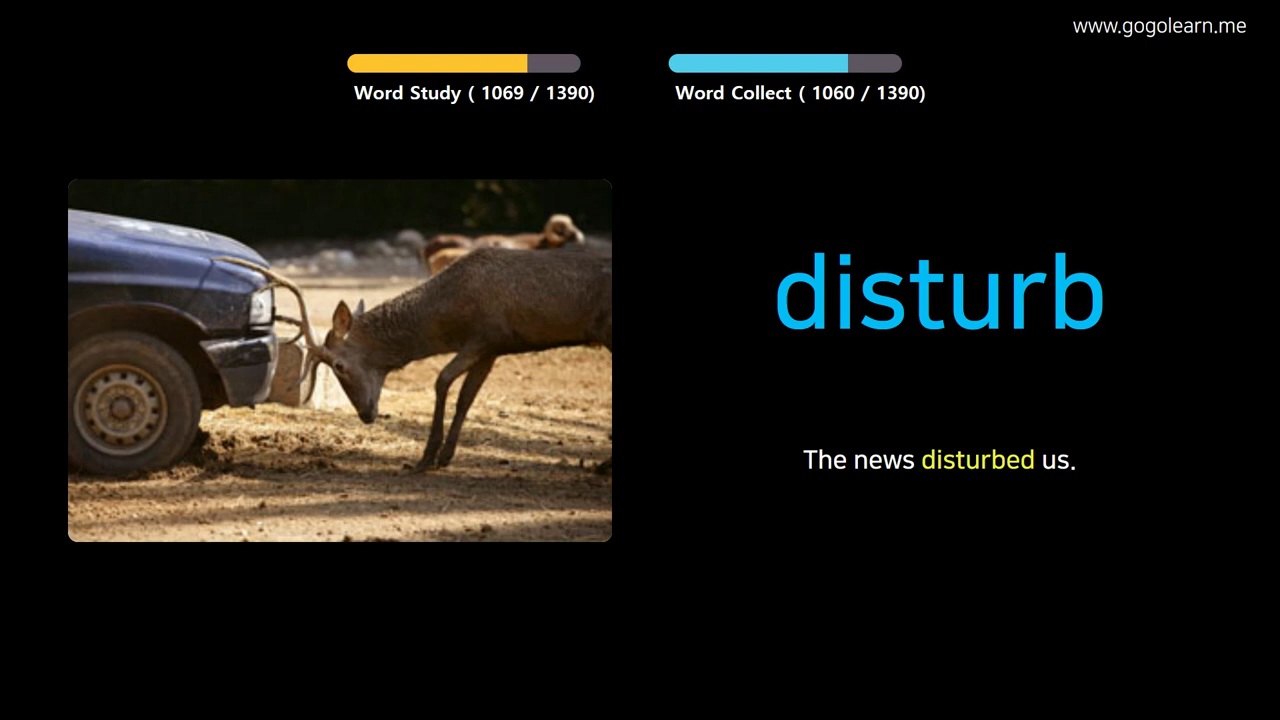 www.gogolearn.me
Word Study ( 1069 / 1390)
Word Collect ( 1060 / 1390)
disturb
The news disturbed us.